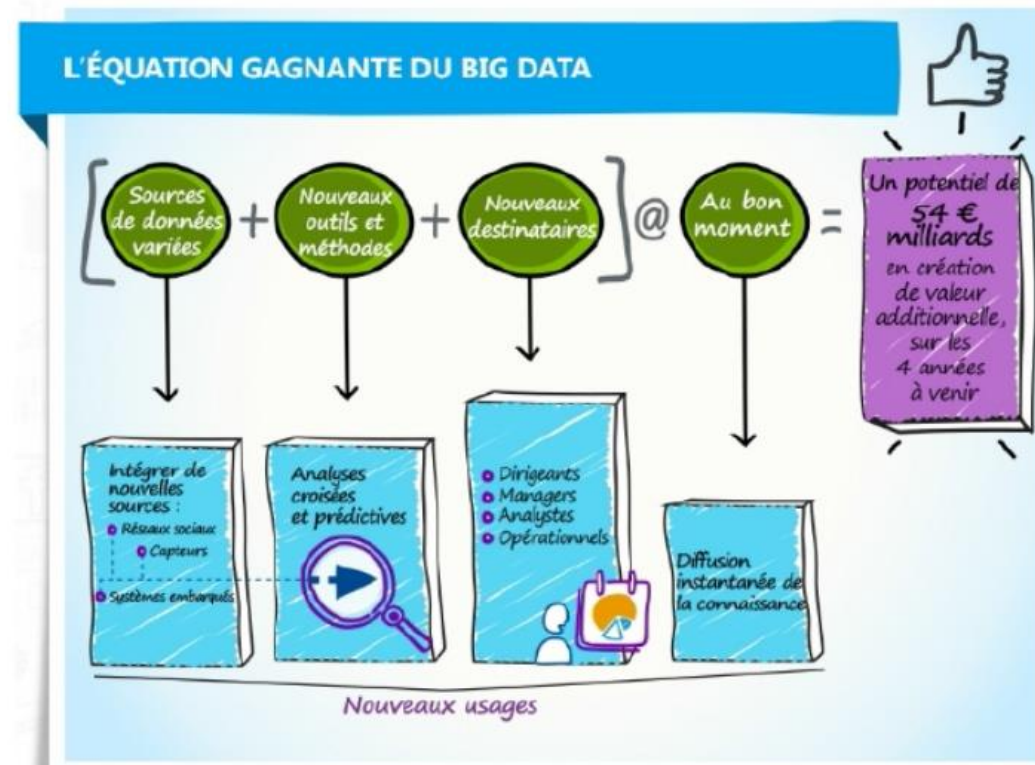 L'ÉQUATION GAGNANTE DU BIG DATA
[
Sources
de données
variées
+
Nouveaux
outils et
méthodes
+
Nouveaux
destinataires
]
@
Au bon
moment
=
Un potentiel de
54 €
milliards
en création
de valeur
additionnelle,
sur les
4 années
à venir
Intégrer de
nouvelles
sources :
Réseaux sociaux
Capteurs
Systèmes embarqués
Analyses
croisées
et prédictives
Dirigeants
Managers
Analystes
Opérationnels
Diffusion
instantanée de
la connaissance
Nouveaux usages